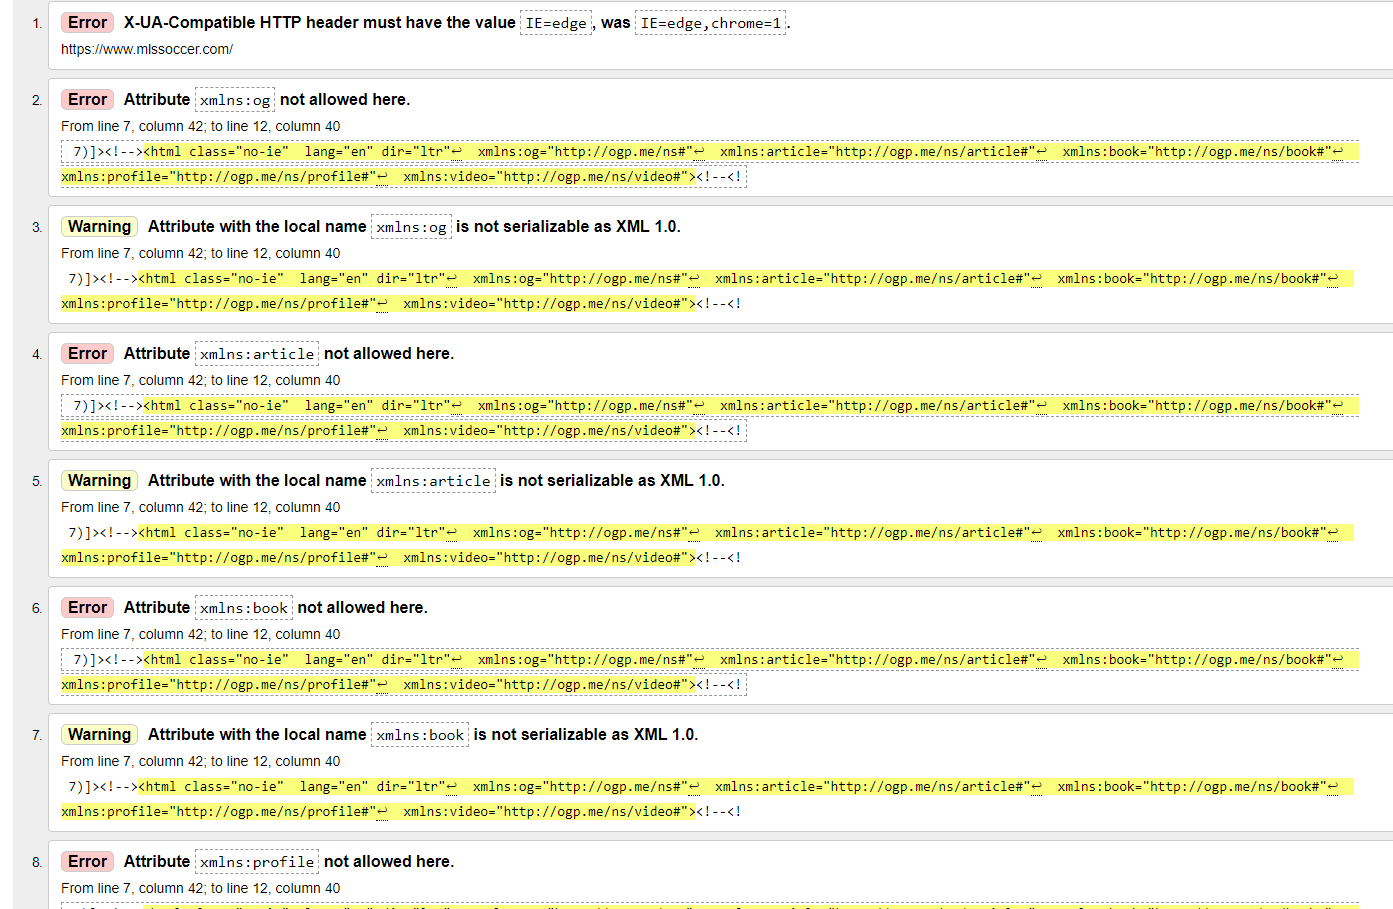 1. Error X-UA-Compatible HTTP header must have the value IE=edge, was IE=edge,chrome=1.
https://www.mlssoccer.com/
2. Error Attribute xmlns:og not allowed here.
From line 7, column 42; to line 12, column 40
7)]><!--><html class="no-ie"  lang="en" dir="ltr"↩  xmlns:og="http://ogp.me/ns#"↩  xmlns:article="http://ogp.me/ns/article#"↩  xmlns:book="http://ogp.me/ns/book#"↩
xmlns:profile="http://ogp.me/ns/profile#"↩  xmlns:video="http://ogp.me/ns/video#"><!--<!
3. Warning Attribute with the local name xmlns:og is not serializable as XML 1.0.
From line 7, column 42; to line 12, column 40
7)]><!--><html class="no-ie"  lang="en" dir="ltr"↩  xmlns:og="http://ogp.me/ns#"↩  xmlns:article="http://ogp.me/ns/article#"↩  xmlns:book="http://ogp.me/ns/book#"↩
xmlns:profile="http://ogp.me/ns/profile#"↩  xmlns:video="http://ogp.me/ns/video#"><!--<!
4. Error Attribute xmlns:article not allowed here.
From line 7, column 42; to line 12, column 40
7)]><!--><html class="no-ie"  lang="en" dir="ltr"↩  xmlns:og="http://ogp.me/ns#"↩  xmlns:article="http://ogp.me/ns/article#"↩  xmlns:book="http://ogp.me/ns/book#"↩
xmlns:profile="http://ogp.me/ns/profile#"↩  xmlns:video="http://ogp.me/ns/video#"><!--<!
5. Warning Attribute with the local name xmlns:article is not serializable as XML 1.0.
From line 7, column 42; to line 12, column 40
7)]><!--><html class="no-ie"  lang="en" dir="ltr"↩  xmlns:og="http://ogp.me/ns#"↩  xmlns:article="http://ogp.me/ns/article#"↩  xmlns:book="http://ogp.me/ns/book#"↩
xmlns:profile="http://ogp.me/ns/profile#"↩  xmlns:video="http://ogp.me/ns/video#"><!--<!
6. Error Attribute xmlns:book not allowed here.
From line 7, column 42; to line 12, column 40
7)]><!--><html class="no-ie"  lang="en" dir="ltr"↩  xmlns:og="http://ogp.me/ns#"↩  xmlns:article="http://ogp.me/ns/article#"↩  xmlns:book="http://ogp.me/ns/book#"↩
xmlns:profile="http://ogp.me/ns/profile#"↩  xmlns:video="http://ogp.me/ns/video#"><!--<!
7. Warning Attribute with the local name xmlns:book is not serializable as XML 1.0.
From line 7, column 42; to line 12, column 40
7)]><!--><html class="no-ie"  lang="en" dir="ltr"↩  xmlns:og="http://ogp.me/ns#"↩  xmlns:article="http://ogp.me/ns/article#"↩  xmlns:book="http://ogp.me/ns/book#"↩
xmlns:profile="http://ogp.me/ns/profile#"↩  xmlns:video="http://ogp.me/ns/video#"><!--<!
8. Error Attribute xmlns:profile not allowed here.
From line 7, column 42; to line 12, column 40